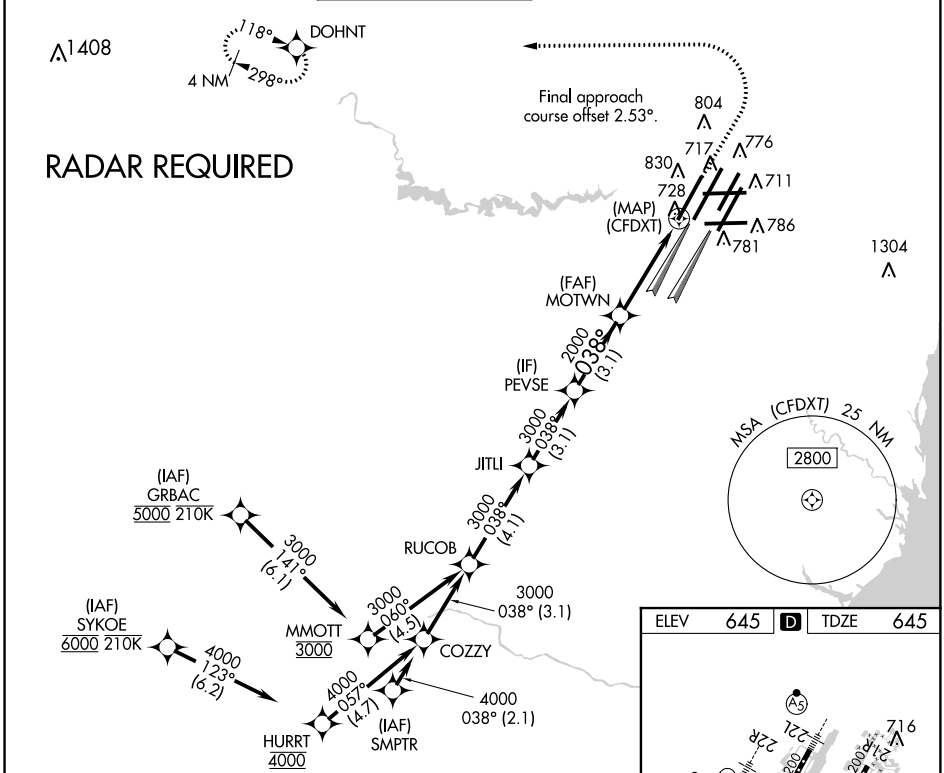 1408
118°
DOHNT
4 NM
298°
Final approach
course offset 2.53°.
RADAR REQUIRED
804
776
717
830
711
728
(MAP)
(CFDXT)
786
781
1304
(FAF)
MOTWN
2000
038°
(3.1)
(IF)
PEVSE
3000
038°
(3.1)
JITLI
3000
038°
(4.1)
MSA (CFDXT) 25 NM
2800
(IAF)
GRBAC
5000 210K
3000
141°
(6.1)
RUCOB
3000
038° (3.1)
3000
060°
(4.5)
MMOTT
3000
COZZY
(IAF)
SYKOE
6000 210K
4000
123°
(6.2)
4000
057°
(4.7)
4000
038° (2.1)
(IAF)
SMPTR
HURRT
4000
ELEV 645 D TDZE 645
A5
716
22R
22L